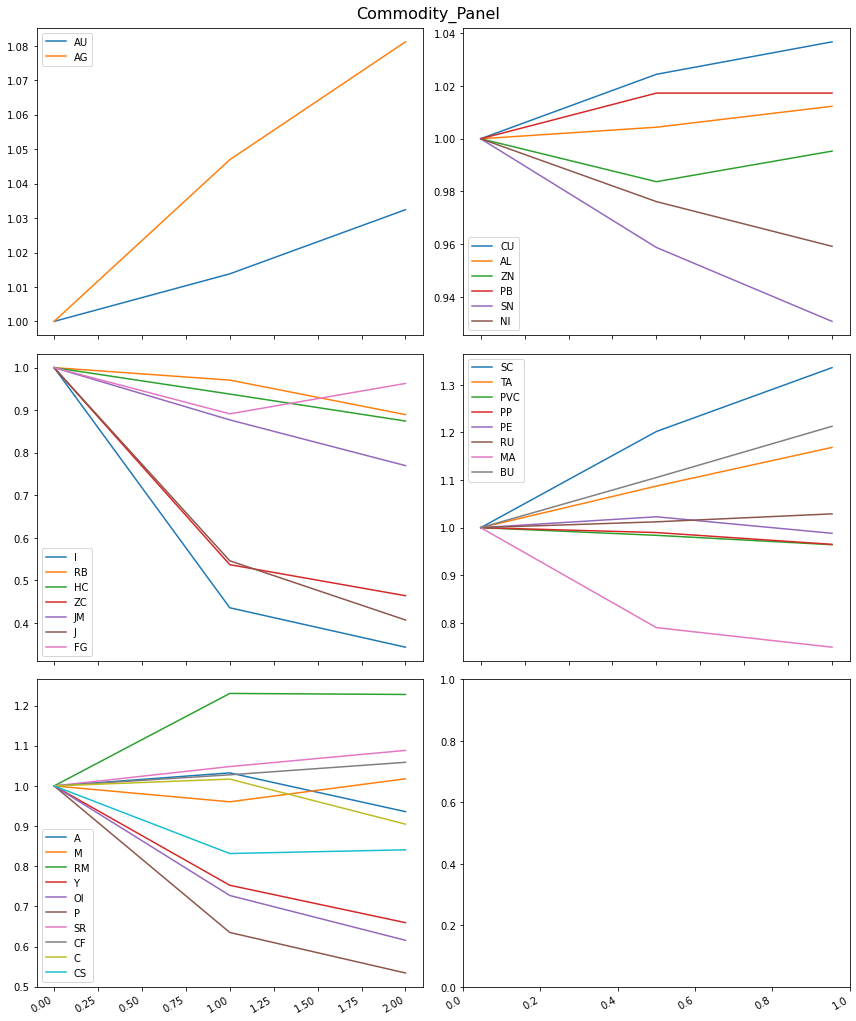 Commodity_Panel
1.08
1.07
1.06
1.05
1.04
1.03
1.02
1.01
1.00
AU
AG
1.04
1.02
1.00
0.98
0.96
0.94
CU
AL
ZN
PB
SN
NI
1.0
0.9
0.8
0.7
0.6
0.5
0.4
I
RB
HC
ZC
JM
J
FG
1.3
1.2
1.1
1.0
0.9
0.8
SC
TA
PVC
PP
PE
RU
MA
BU
1.2
1.1
1.0
0.9
0.8
0.7
0.6
0.5
A
M
RM
Y
OI
P
SR
CF
C
CS
0.00 0.25 0.50 0.75 1.00 1.25 1.50 1.75 2.00
1.0
0.8
0.6
0.4
0.2
0.0
0.0 0.2 0.4 0.6 0.8 1.0